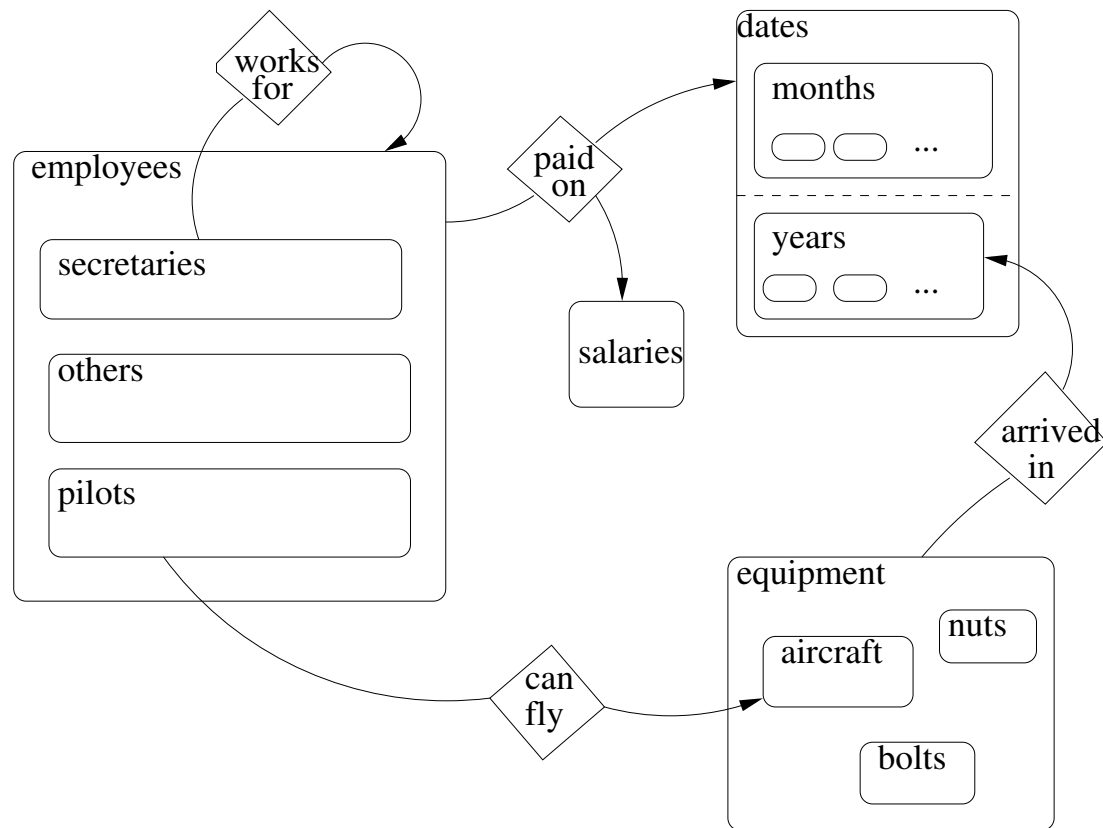 dates
works
for
months
...
paid
on
employees
secretaries
years
...
salaries
others
arrived
in
pilots
equipment
nuts
aircraft
can
fly
bolts